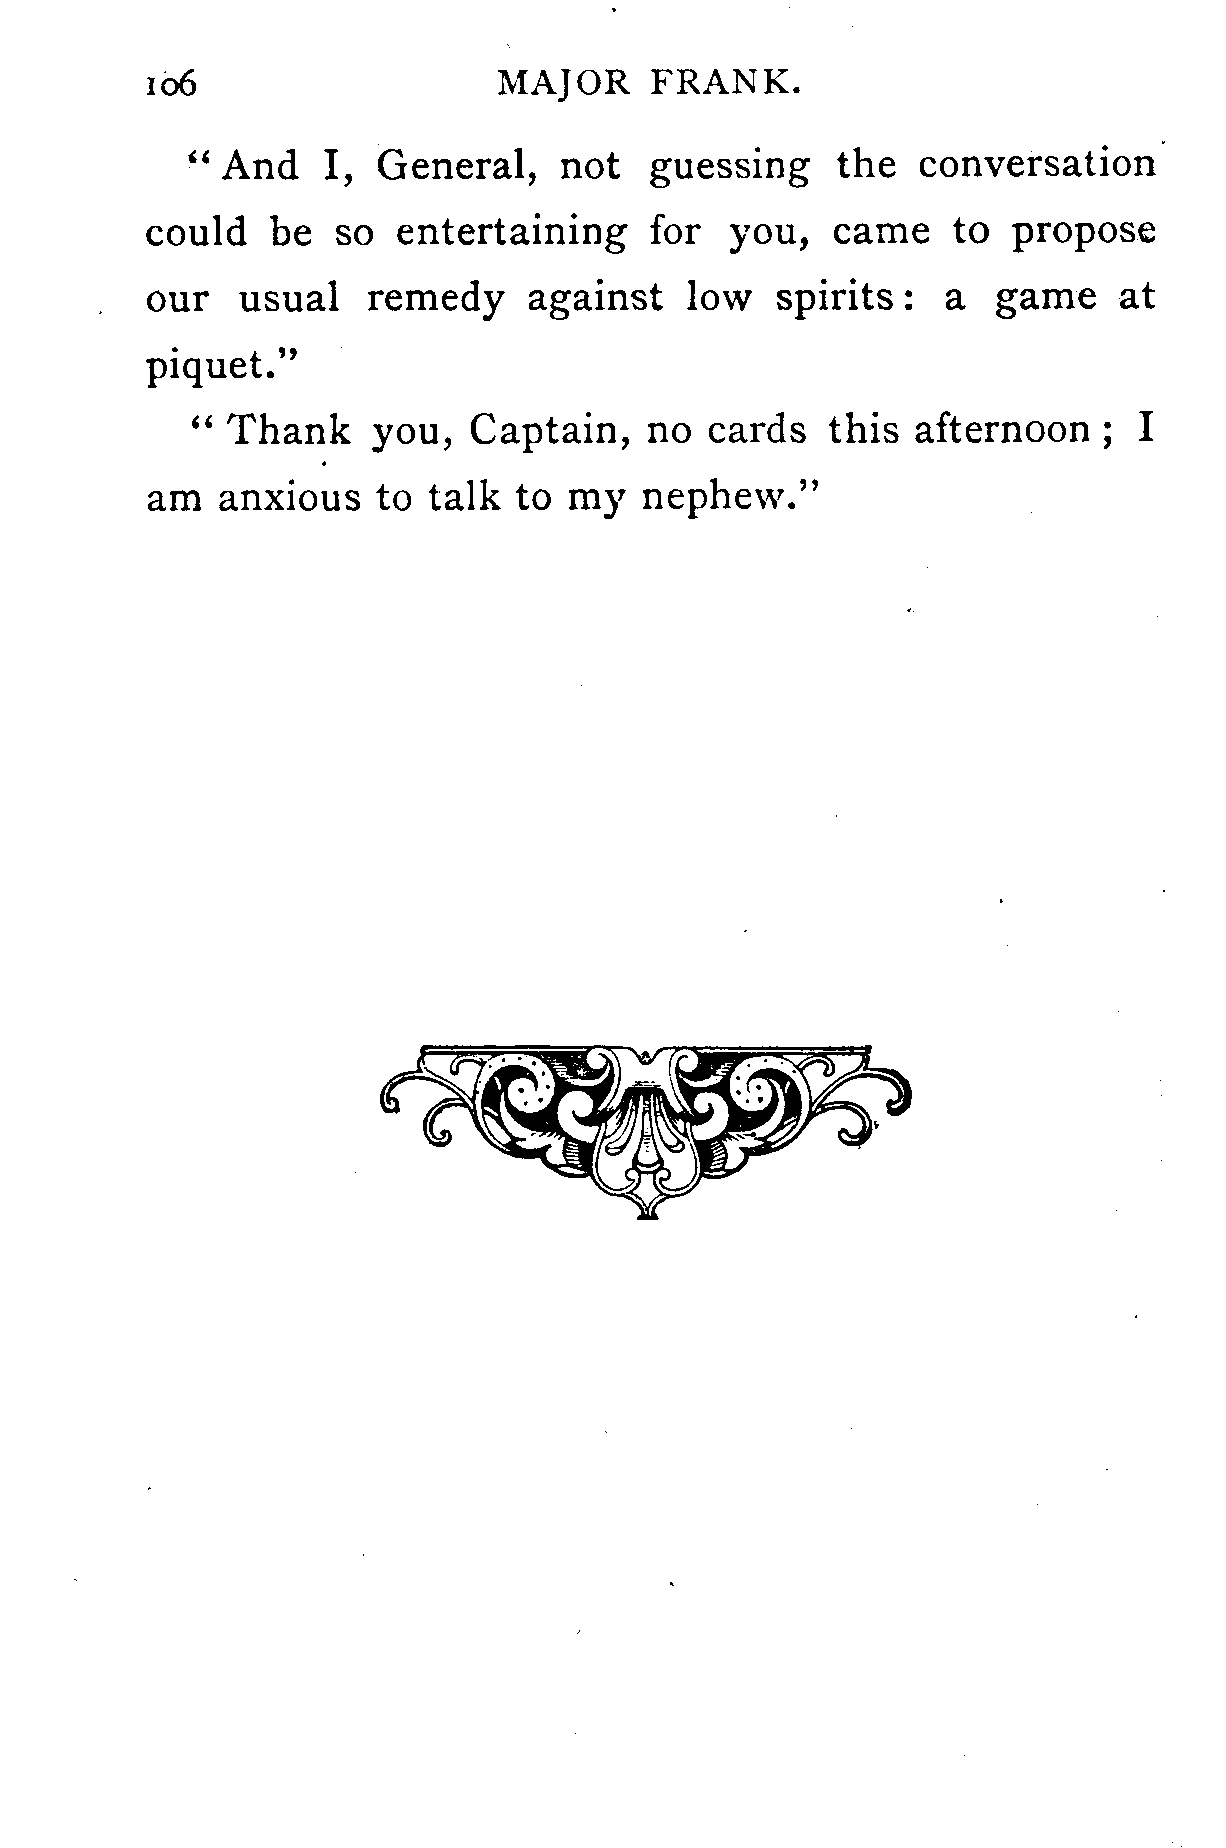 106 MAJOR FRANK.
“ And I, General, not guessing the conversation
could be so entertaining for you, came to propose
our usual remedy against low spirits : a game at
piquet.”
“ Thank you, Captain, no cards this afternoon ; I
am anxious to talk to my nephew.”